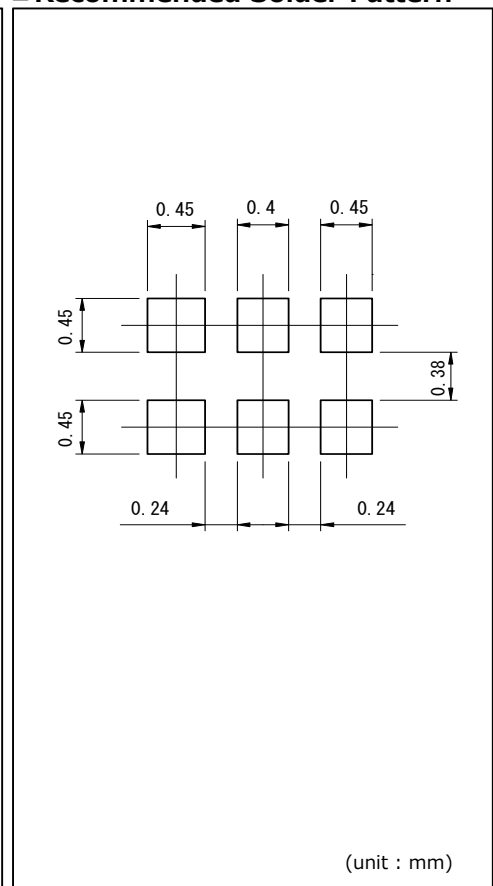 Recommended Solder Pattern
0. 45 0. 4 0. 45
0. 45
0. 38
0. 45
0. 24 0. 24
(unit : mm)